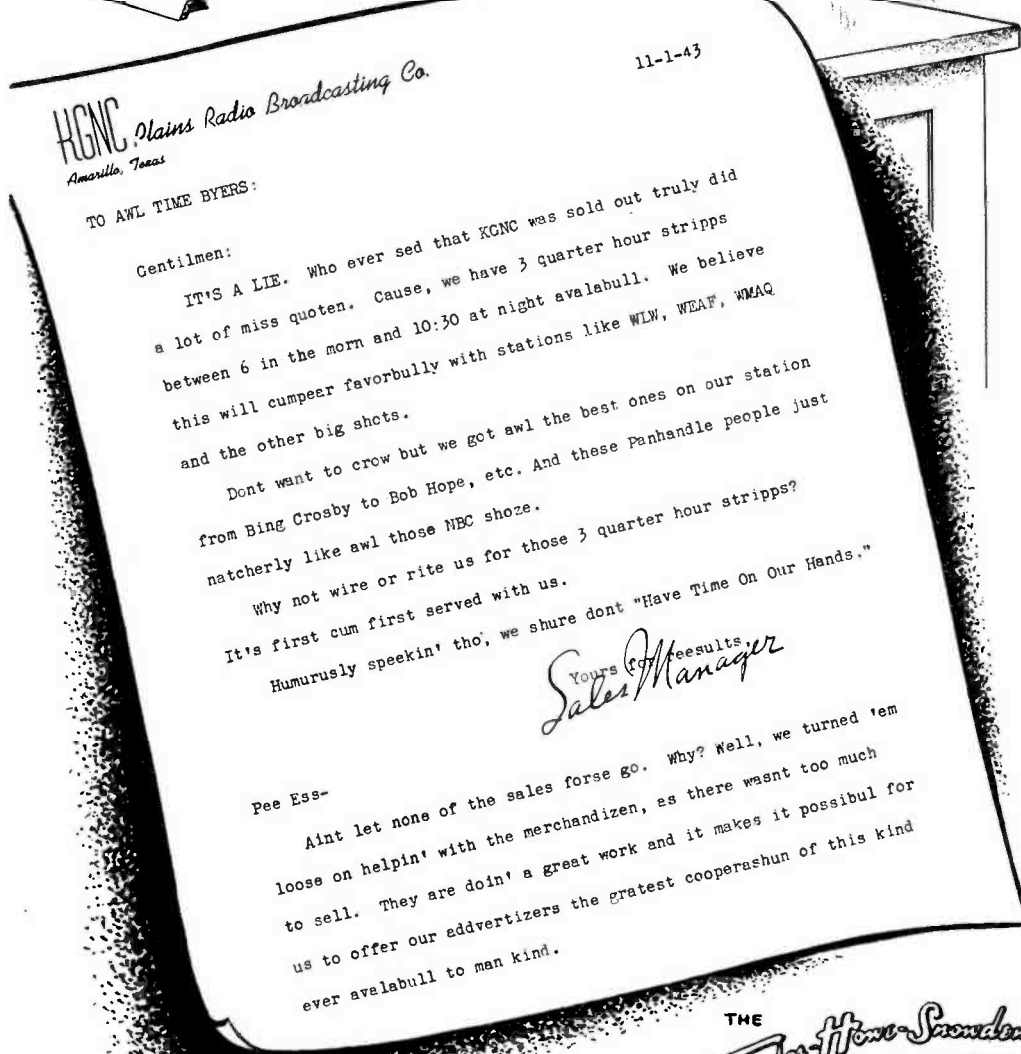 11-1-43
KGNC Plains Radio Broadcasting Co.
Amarillo, Texas
TO AWL TIME BYERS:
Gentilmen:
IT'S A LIE. Who ever sed that KGNC was sold out truly did
a lot of miss quoten. Cause, we have 3 quarter hour stripps
between 6 in the morn and 10:30 at night avalabull. We believe
this will cumpeer favorbully with stations like WLW, WEAF, WMAQ
and the other big shots.
Dont want to crow but we got awl the best ones on our station
from Bing Crosby to Bob Hope, etc. And these Panhandle people just
natcherly like awl those NBC shoze.
Why not wire or rite us for those 3 quarter hour stripps?
It's first cum first served with us.
Humurusly speekin' tho, we shure dont "Have Time On Our Hands."
Yours for reesults,
Sales Manager
Pee Ess-
Aint let none of the sales forse go. Why? Well, we turned 'em
loose on helpin' with the merchandizen, as there wasnt too much
to sell. They are doin' a great work and it makes it possibul for
us to offer our addvertizers the gratest cooperashun of this kind
ever avalabull to man kind.
THE
Howe-Snowden